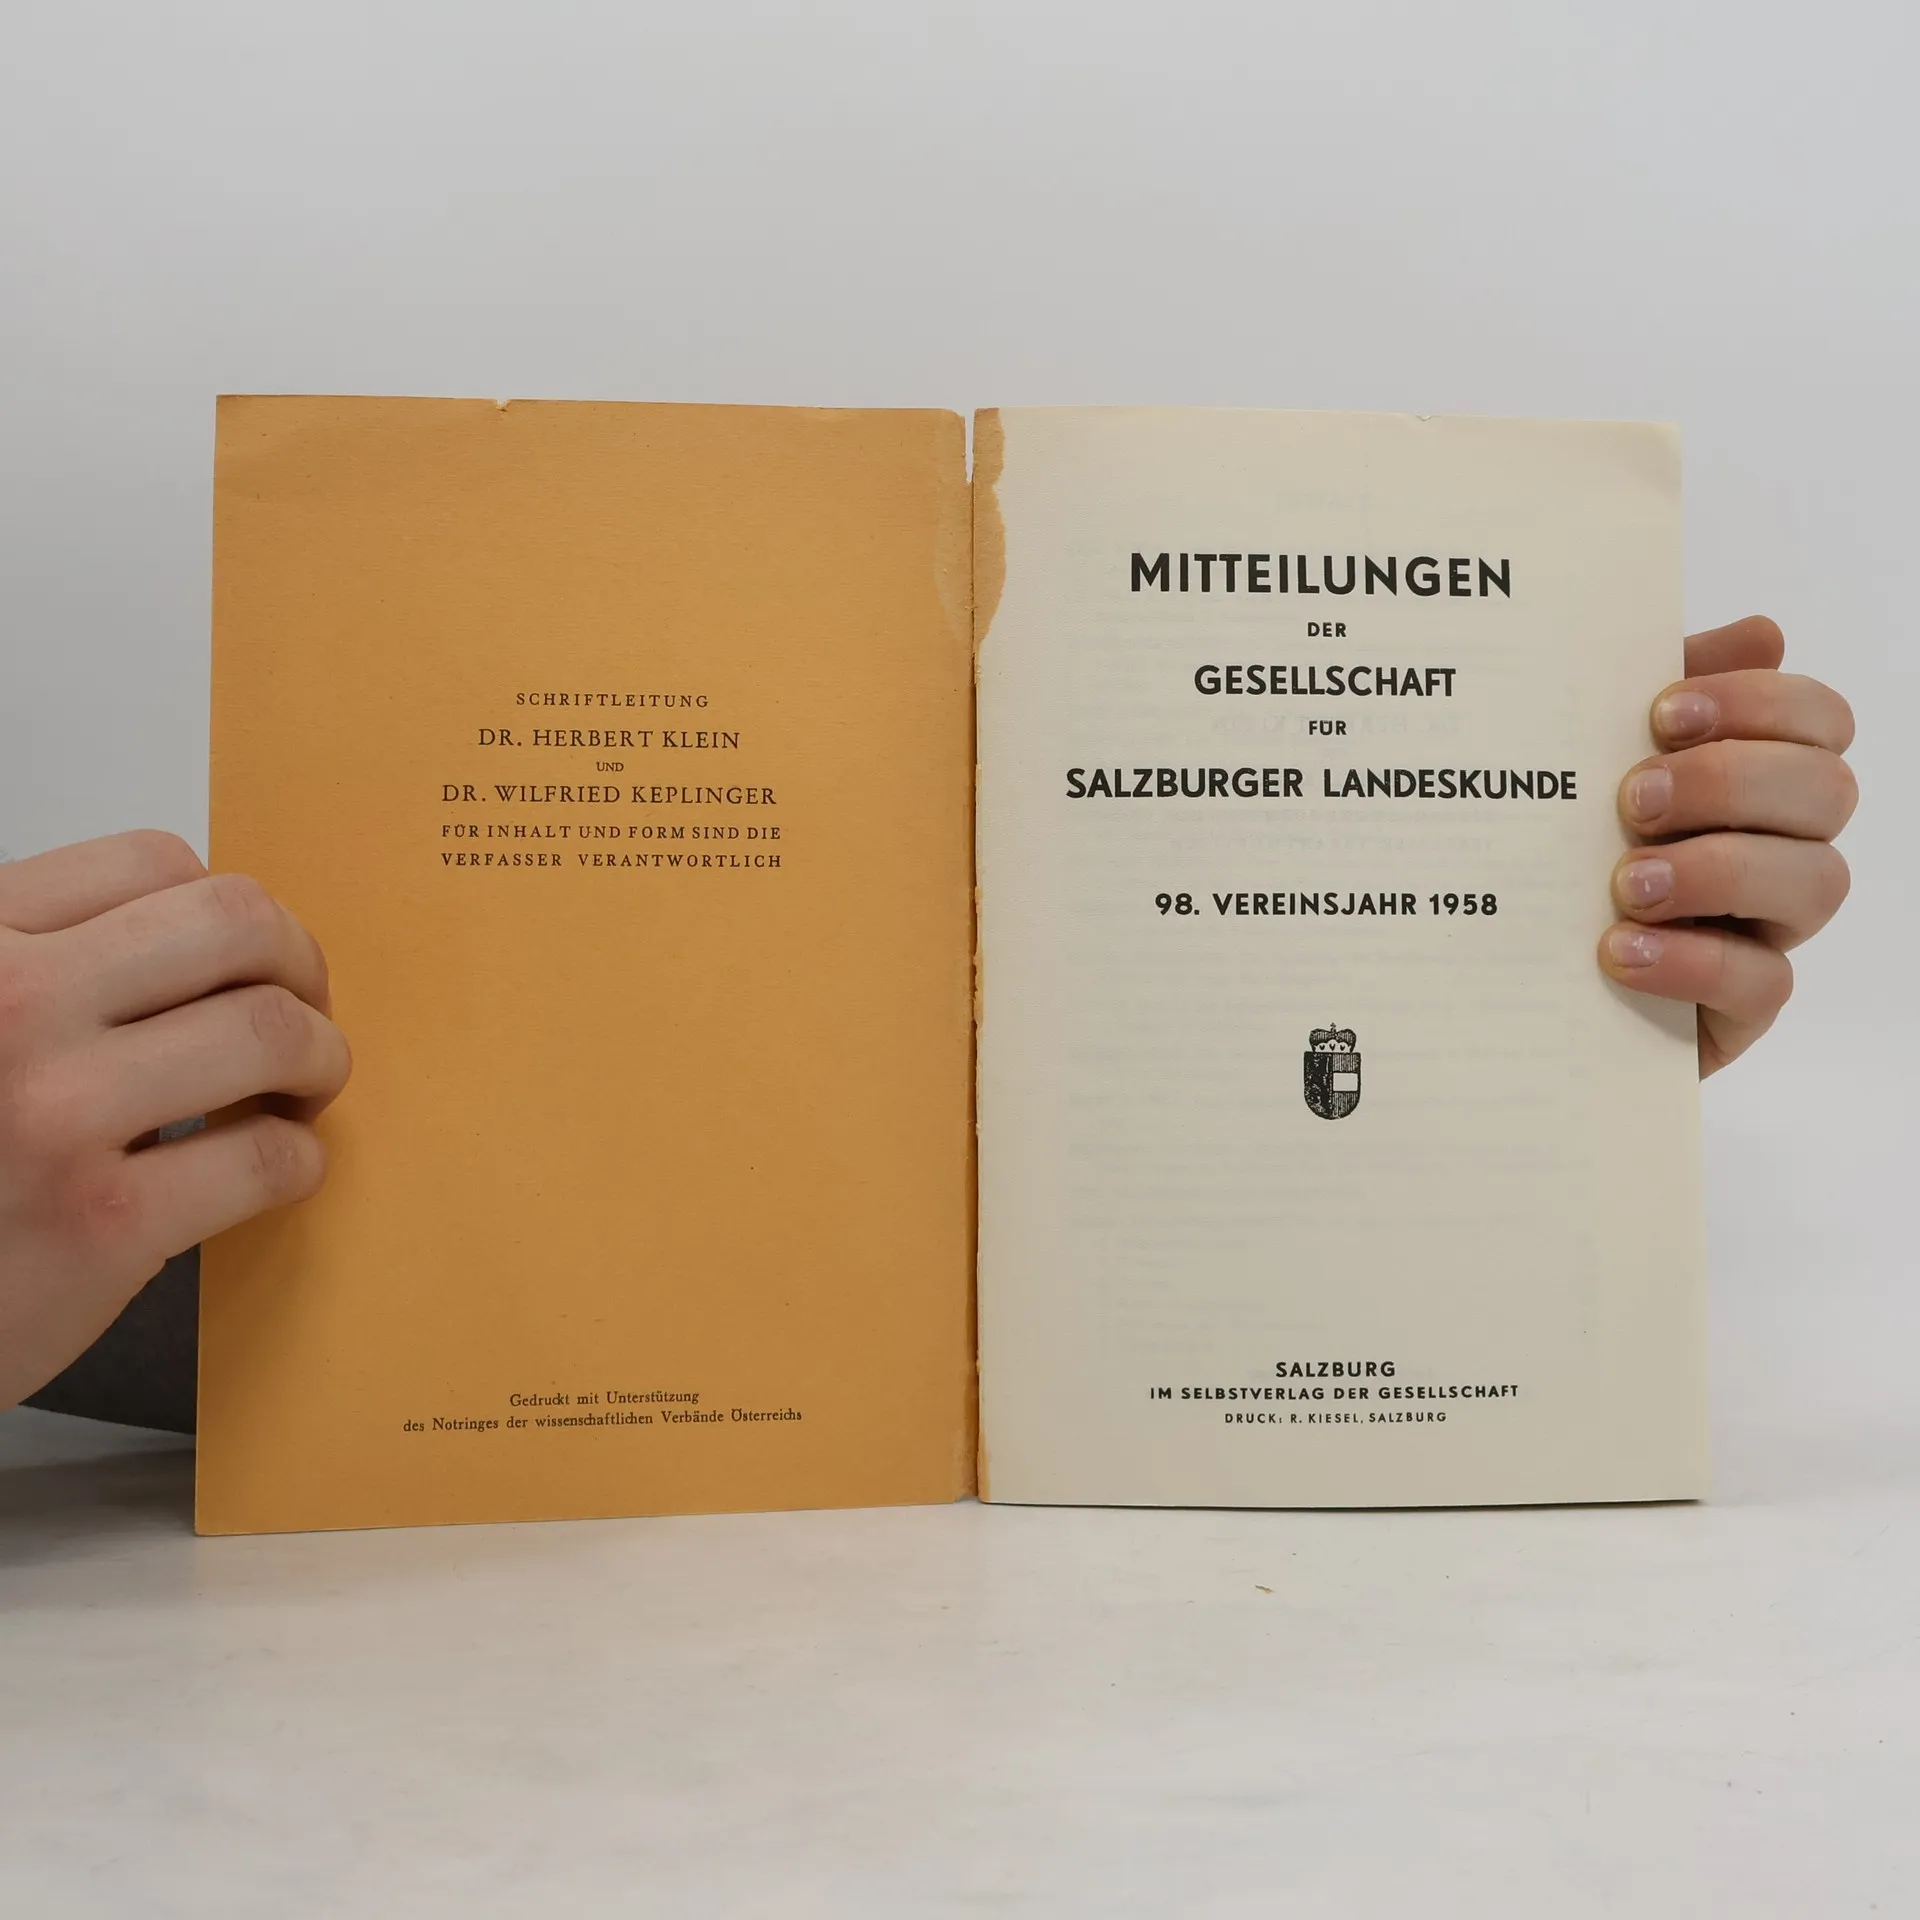 SCHRIFTLEITUNG
DR. HERBERT KLEIN
UND
DR. WILFRIED KEPLINGER
FÜR INHALT UND FORM SIND DIE
VERFASSER VERANTWORTLICH
Gedruckt mit Unterstützung
des Notringes der wissenschaftlichen Verbände Österreichs
MITTEILUNGEN
DER
GESELLSCHAFT
FÜR
SALZBURGER LANDESKUNDE
98. VEREINSJAHR 1958
SALZBURG
IM SELBSTVERLAG DER GESELLSCHAFT
DRUCK: R. KIESEL, SALZBURG